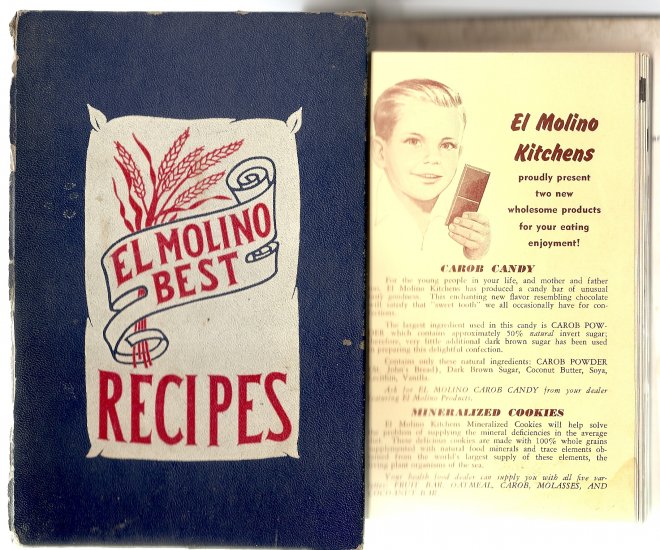 EL MOLINO
BEST
RECIPES
El Molino
Kitchens
proudly present
two new
wholesome products
for your eating
enjoyment!
CAROB CANDY
For the young people in your life, and mother and father
El Molino Kitchens has produced a candy bar of unusual
goodness. This enchanting new flavor resembling chocolate
satisfy that "sweet tooth" we all occasionally have for con-
The largest ingredient used in this candy is CAROB POW-
which contains approximately 50% natural invert sugar;
very little additional dark brown sugar has been used
preparing this delightful confection.
Contains only these natural ingredients: CAROB POWDER
St. John's Bread), Dark Brown Sugar, Coconut Butter, Soya,
Vanilla.
Ask for EL MOLINO CAROB CANDY from your dealer
El Molino Products.
MINERALIZED COOKIES
El Molino Kitchens Mineralized Cookies will help solve
problem of supplying the mineral deficiencies in the average
These delicious cookies are made with 100% whole grains
with natural food minerals and trace elements ob-
from the world's largest supply of these elements, the
plant organisms of the sea.
Your health food dealer can supply you with all five var-
FRUIT BAR, OATMEAL, CAROB, MOLASSES, AND
BAR